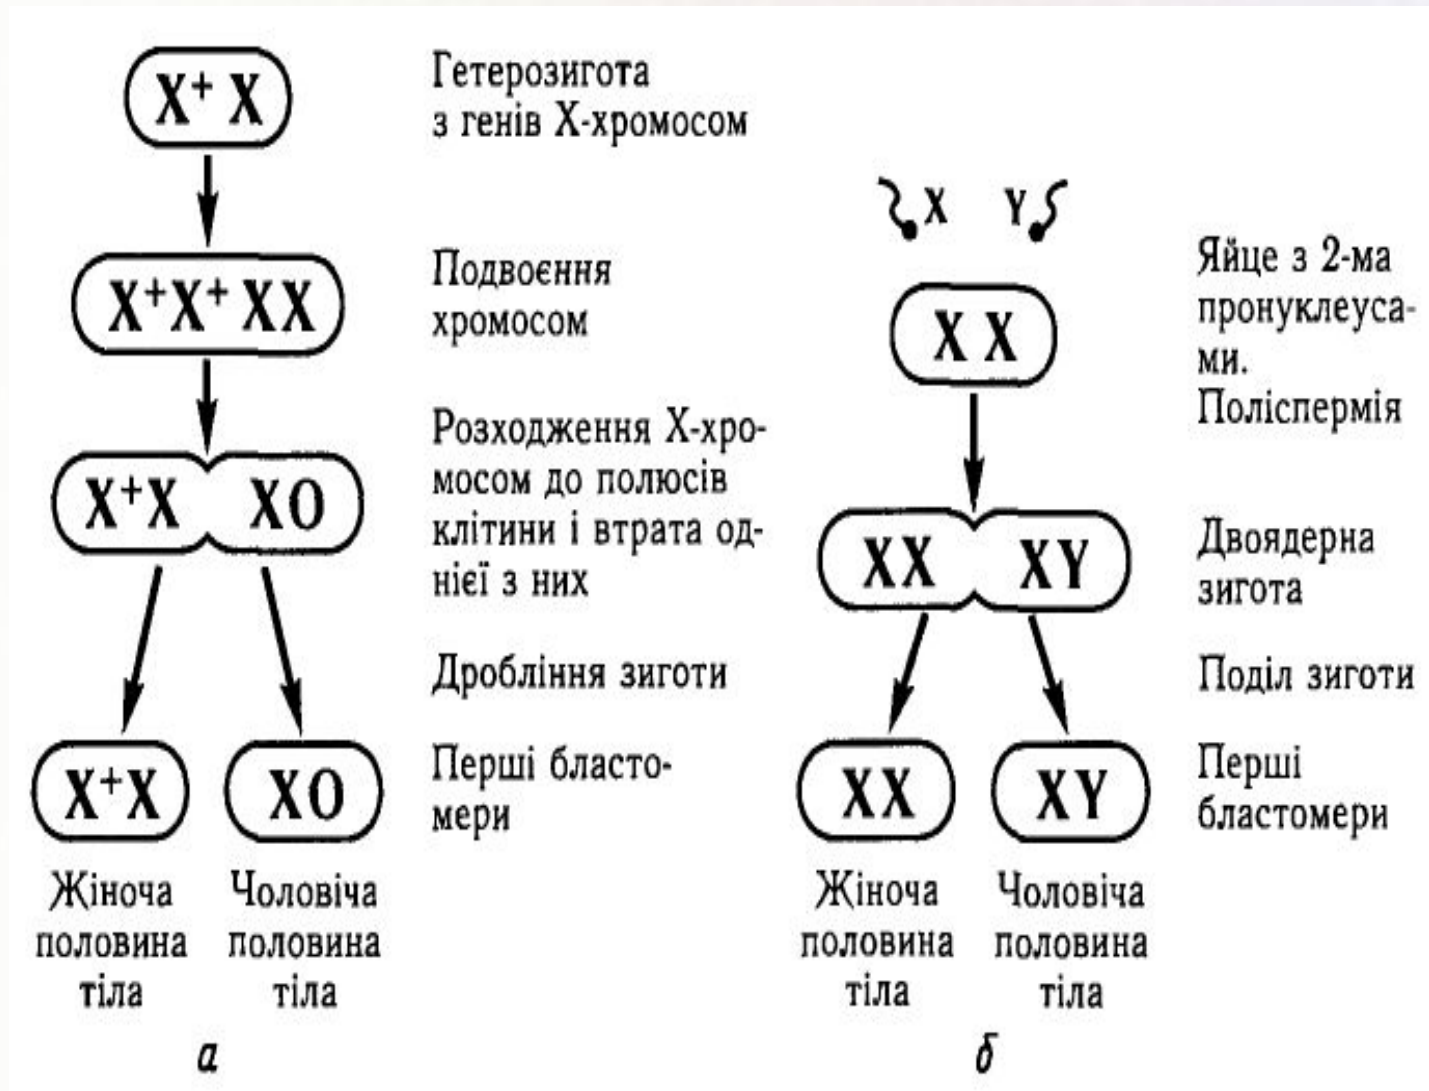 X⁺ X
Гетерозигота
з генів X-хромосом
X⁺X⁺ XX
Подвоєння
хромосом
X⁺X XO
Розходження X-хро-
мосом до полюсів
клітини і втрата од-
нієї з них
Дробління зиготи
X⁺X XO
Перші бласто-
мери
Жіноча
половина
тіла
Чоловіча
половина
тіла
а
X Y
X X
Яйце з 2-ма
пронуклеуса-
ми.
Поліспермія
XX XY
Двоядерна
зигота
Поділ зиготи
XX XY
Перші
бластомери
Жіноча
половина
тіла
Чоловіча
половина
тіла
б